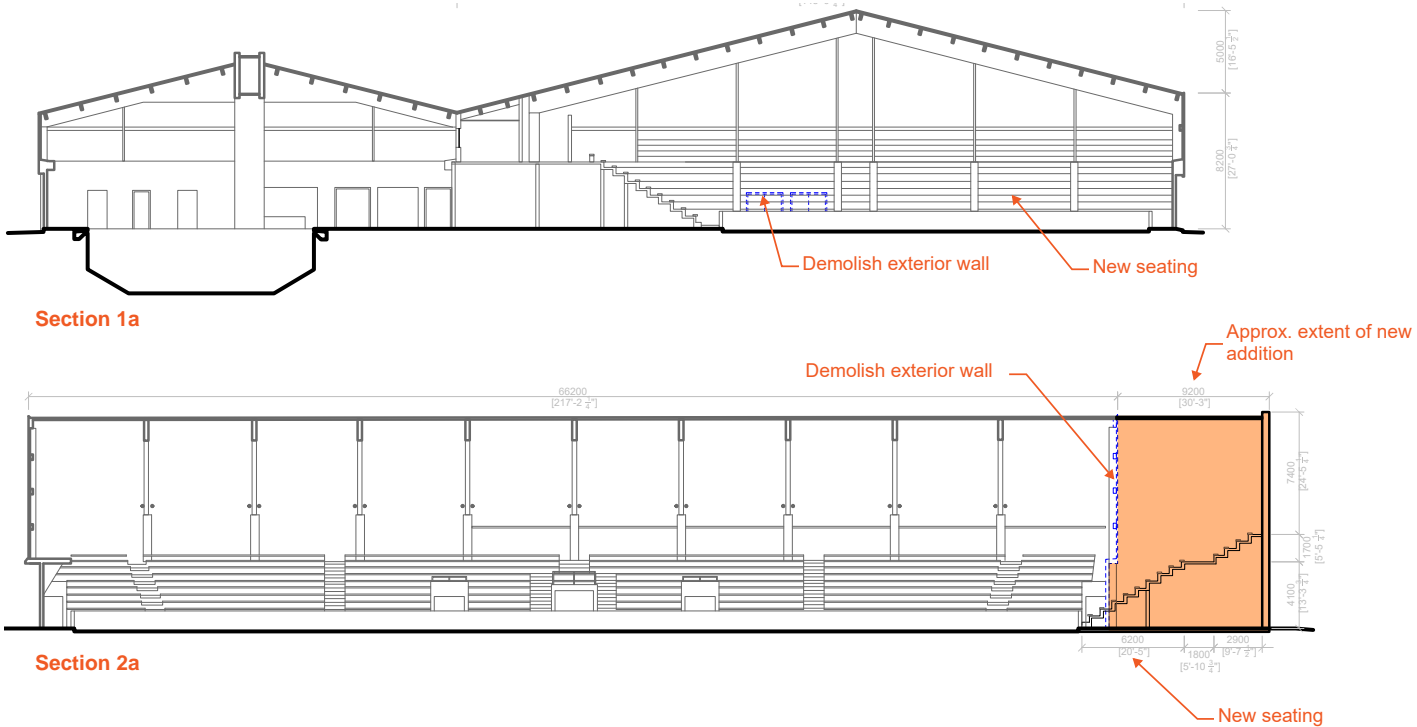 5000
[16'-5 1/2"]
8200
[27'-0 3/4"]
Demolish exterior wall
New seating
Section 1a
Approx. extent of new
addition
Demolish exterior wall
66200
[217'-2 1/4"]
9200
[30'-3"]
7400
[24'-5 1/4"]
1700
[5'-5 1/4"]
4100
[13'-3 3/4"]
Section 2a
6200
[20'-5"]
1800
[5'-10 3/4"]
2900
[9'-7 1/2"]
New seating